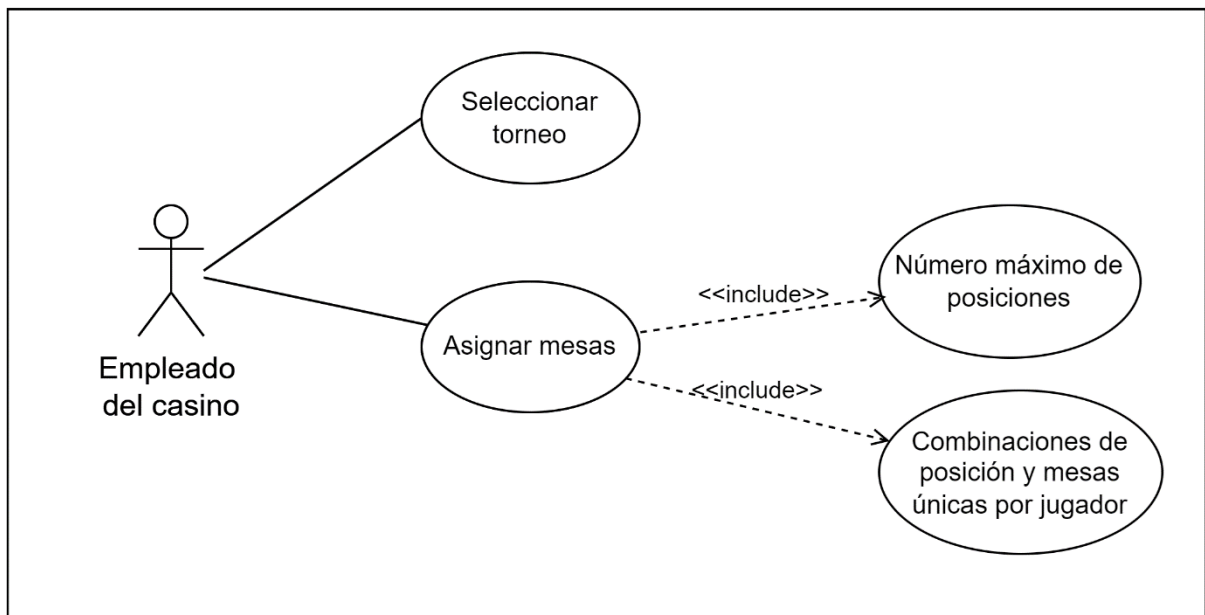 Seleccionar
torneo
Empleado
del casino
Asignar mesas
<<include>>
Número máximo de
posiciones
<<include>>
Combinaciones de
posición y mesas
únicas por jugador